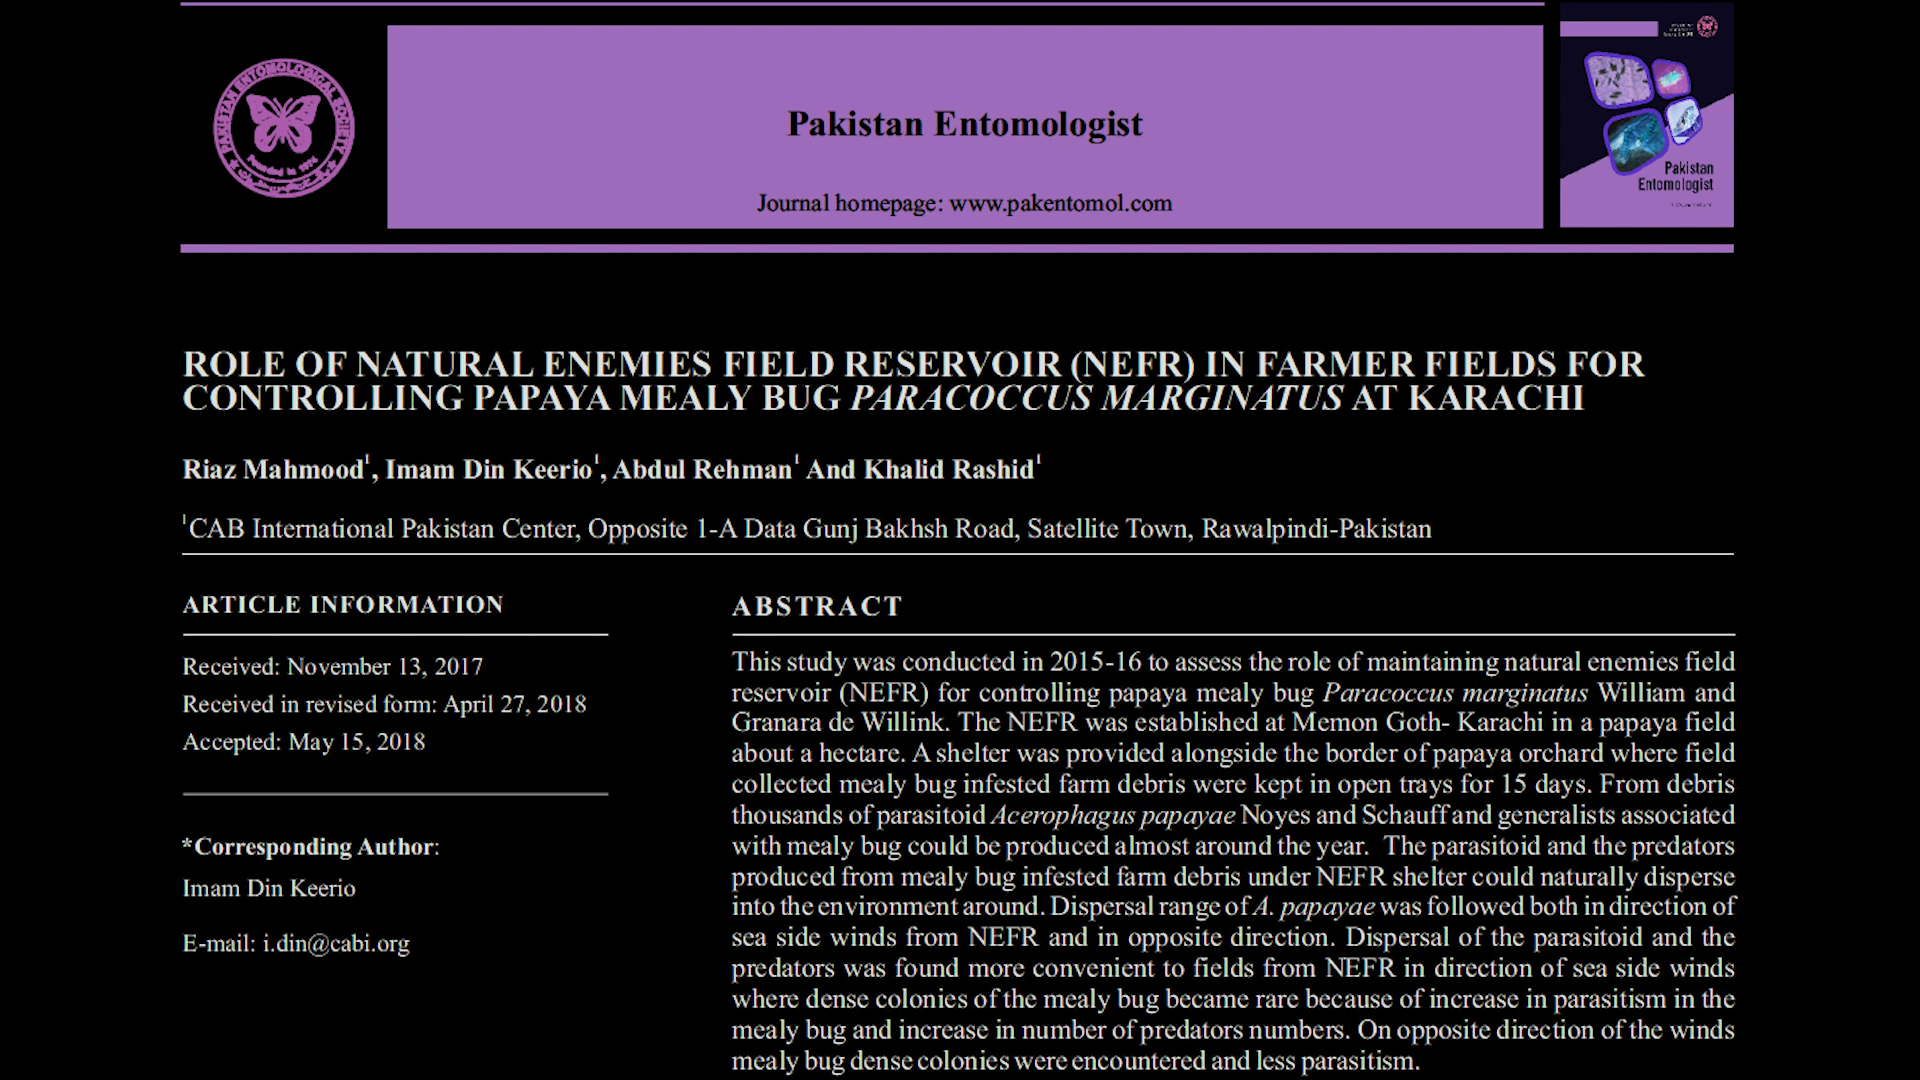 PAKISTAN ENTOMOLOGICAL SOCIETY
Founded in 1974
Pakistan Entomologist
Journal homepage: www.pakentomol.com
Pakistan
Entomologist
ROLE OF NATURAL ENEMIES FIELD RESERVOIR (NEFR) IN FARMER FIELDS FOR
CONTROLLING PAPAYA MEALY BUG PARACOCCUS MARGINATUS AT KARACHI
Riaz Mahmood¹, Imam Din Keerio¹, Abdul Rehman¹ And Khalid Rashid¹
¹CAB International Pakistan Center, Opposite 1-A Data Gunj Bakhsh Road, Satellite Town, Rawalpindi-Pakistan
ARTICLE INFORMATION
Received: November 13, 2017
Received in revised form: April 27, 2018
Accepted: May 15, 2018
*Corresponding Author:
Imam Din Keerio
E-mail: i.din@cabi.org
ABSTRACT
This study was conducted in 2015-16 to assess the role of maintaining natural enemies field
reservoir (NEFR) for controlling papaya mealy bug Paracoccus marginatus William and
Granara de Willink. The NEFR was established at Memon Goth- Karachi in a papaya field
about a hectare. A shelter was provided alongside the border of papaya orchard where field
collected mealy bug infested farm debris were kept in open trays for 15 days. From debris
thousands of parasitoid Acerophagus papayae Noyes and Schauff and generalists associated
with mealy bug could be produced almost around the year. The parasitoid and the predators
produced from mealy bug infested farm debris under NEFR shelter could naturally disperse
into the environment around. Dispersal range of A. papayae was followed both in direction of
sea side winds from NEFR and in opposite direction. Dispersal of the parasitoid and the
predators was found more convenient to fields from NEFR in direction of sea side winds
where dense colonies of the mealy bug became rare because of increase in parasitism in the
mealy bug and increase in number of predators numbers. On opposite direction of the winds
mealy bug dense colonies were encountered and less parasitism.